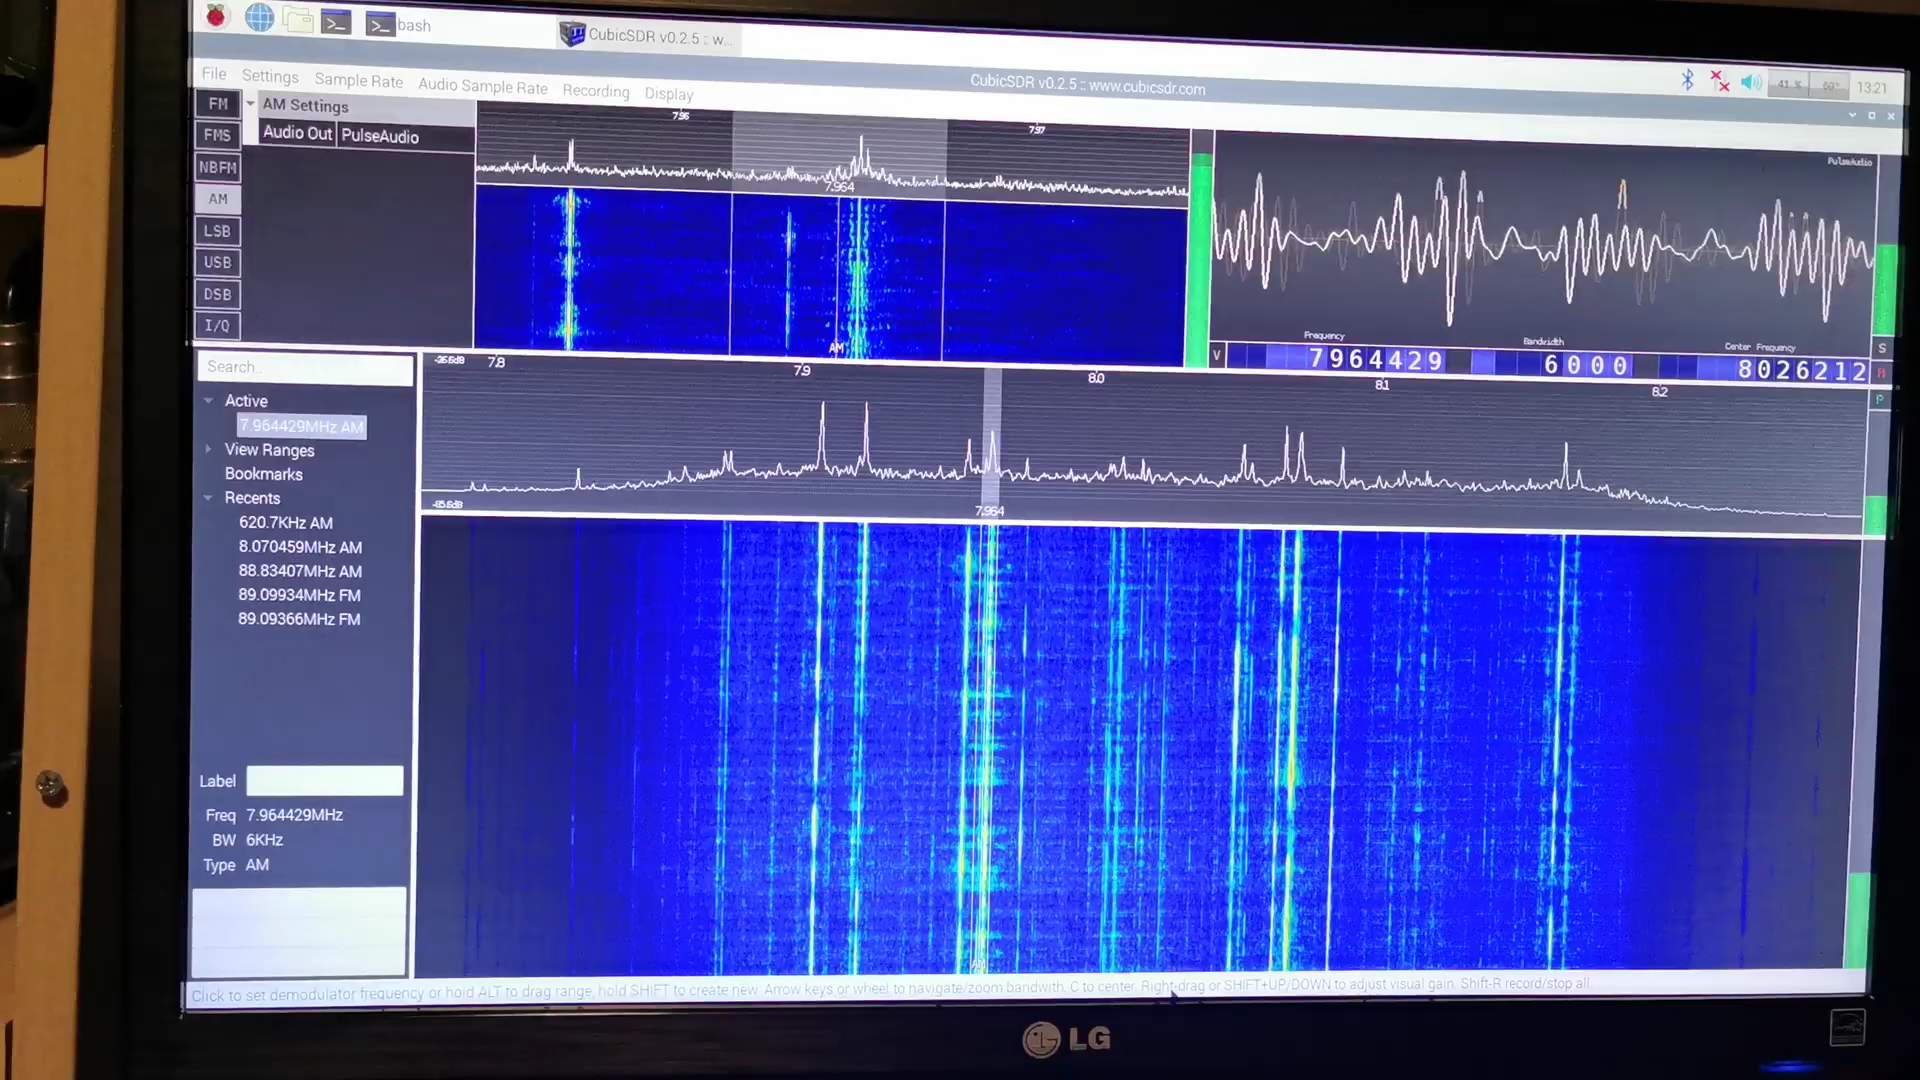 bash
CubicSDR v0.2.5 :: w...
File Settings Sample Rate Audio Sample Rate Recording Display
CubicSDR v0.2.5 :: www.cubicsdr.com
41 % 60° 13:21
FM
FMS
NBFM
AM
LSB
USB
DSB
I/Q
AM Settings
Audio Out PulseAudio
7.96 7.97
7.964
AM
PulseAudio
Frequency Bandwidth Center Frequency
V 7964429 6000 8026212
S
P
Search..
Active
7.964429MHz AM
View Ranges
Bookmarks
Recents
620.7KHz AM
8.070459MHz AM
88.83407MHz AM
89.09934MHz FM
89.09366MHz FM
7.8 7.9 8.0 8.1 8.2
7.964
AM
Label
Freq 7.964429MHz
BW 6KHz
Type AM
Click to set demodulator frequency or hold ALT to drag range, hold SHIFT to create new. Arrow keys or wheel to navigate/zoom bandwith, C to center. Right-drag or SHIFT+UP/DOWN to adjust visual gain. Shift-R record/stop all.
LG